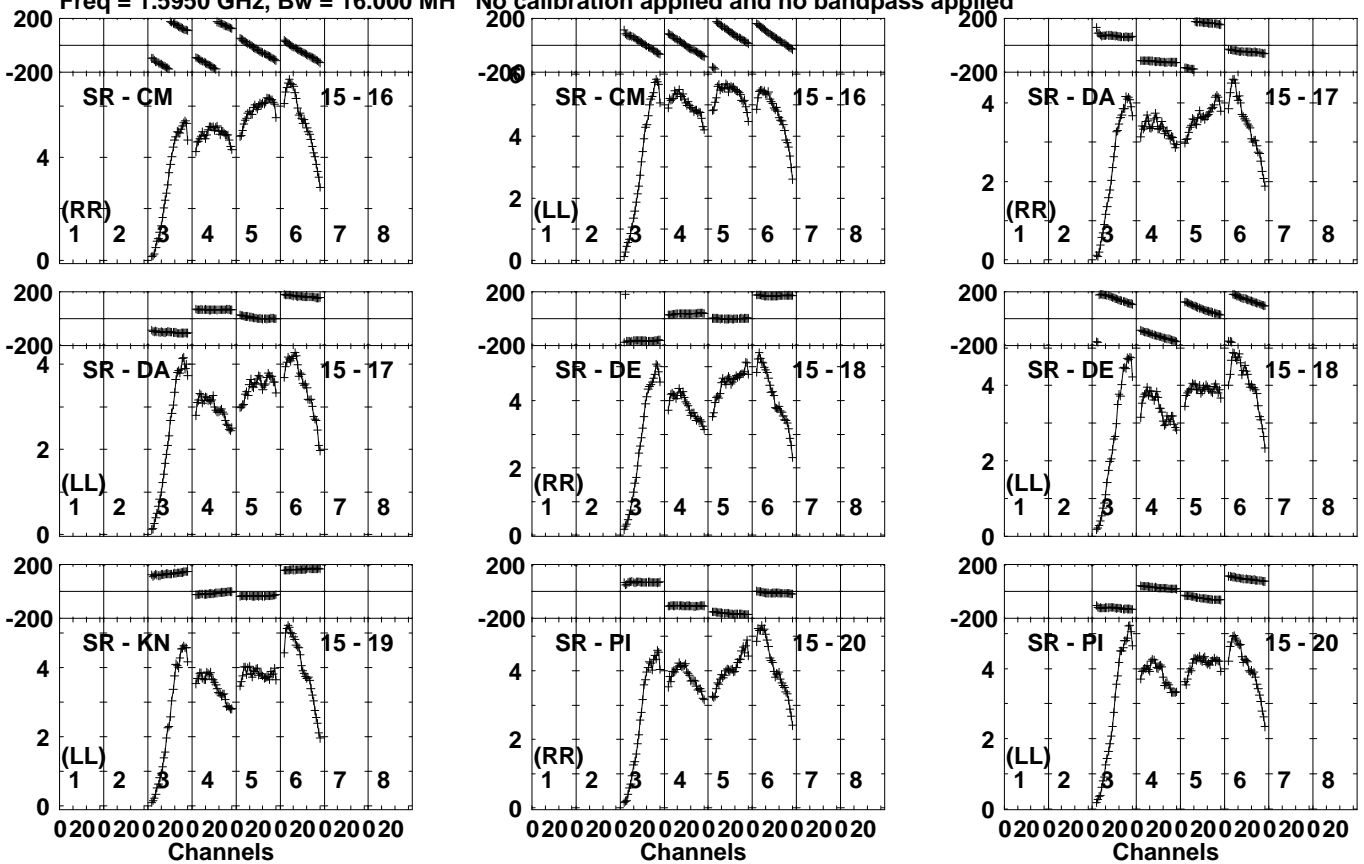 Freq = 1.5950 GHz, Bw = 16.000 MH No calibration applied and no bandpass applied
200 200 200
-200 -200 6 -200
SR - CM 15 - 16 SR - CM 15 - 16 SR - DA 15 - 17
4
4 4
2 2
(RR) (LL) (RR)
1 2 3 4 5 6 7 8 1 2 3 4 5 6 7 8 1 2 3 4 5 6 7 8
0 0 0
200 200 200
-200 -200 -200
4
SR - DA 15 - 17 SR - DE 15 - 18 SR - DE 15 - 18
4 4
2 2 2
(LL) (RR) (LL)
1 2 3 4 5 6 7 8 1 2 3 4 5 6 7 8 1 2 3 4 5 6 7 8
0 0 0
200 200 200
-200 -200 -200
SR - KN 15 - 19 SR - PI 15 - 20 SR - PI 15 - 20
4 4 4
2 2 2
(LL) (RR) (LL)
1 2 3 4 5 6 7 8 1 2 3 4 5 6 7 8 1 2 3 4 5 6 7 8
0 0 0
0 20 0 20 0 20 0 20 0 20 0 20 0 20 0 20 0 20 0 20 0 20 0 20 0 20 0 20 0 20 0 20 0 20 0 20 0 20 0 20 0 20 0 20 0 20 0 20
Channels Channels Channels